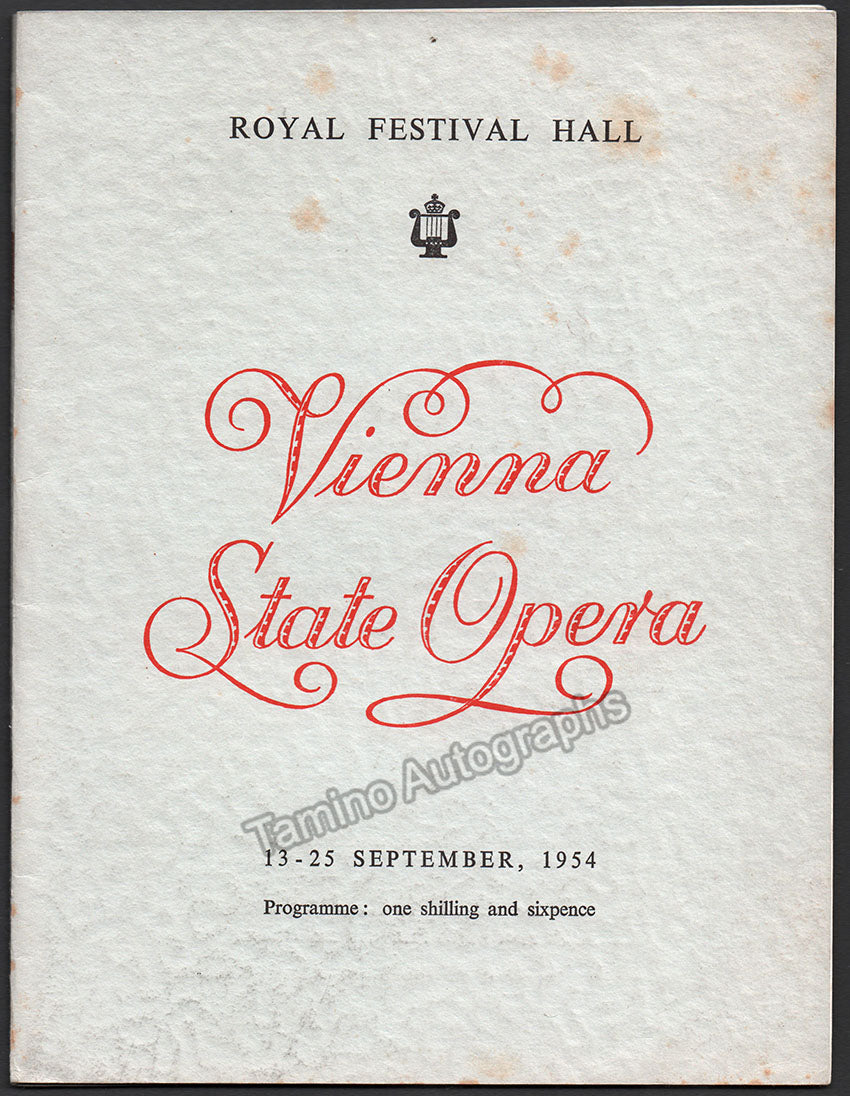 ROYAL FESTIVAL HALL
Vienna
State Opera
Tamino Autographs
13-25 SEPTEMBER, 1954
Programme: one shilling and sixpence